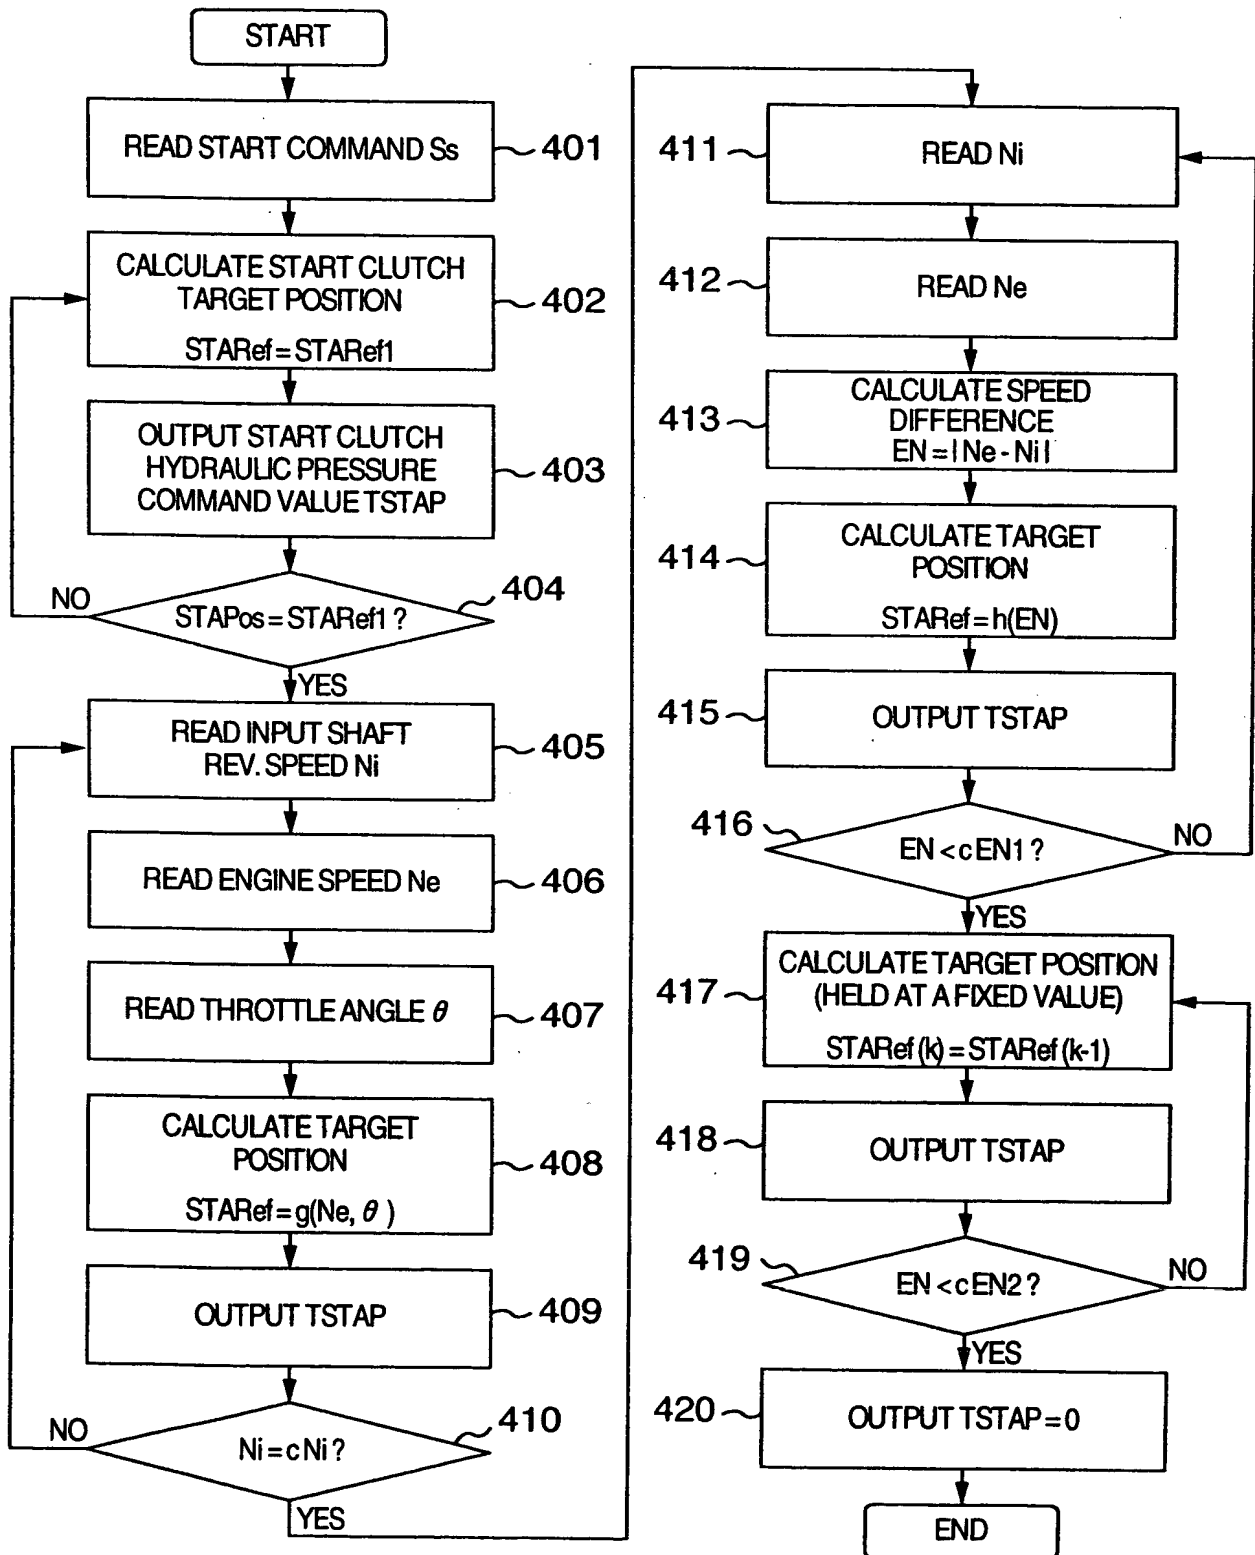 START
READ START COMMAND Ss
401
CALCULATE START CLUTCH
TARGET POSITION
STARef=STARef1
402
OUTPUT START CLUTCH
HYDRAULIC PRESSURE
COMMAND VALUE TSTAP
403
STAPos=STARef1?
404
NO
YES
READ INPUT SHAFT
REV. SPEED Ni
405
READ ENGINE SPEED Ne
406
READ THROTTLE ANGLE θ
407
CALCULATE TARGET
POSITION
STARef=g(Ne, θ )
408
OUTPUT TSTAP
409
Ni=cNi?
410
NO
YES
411
READ Ni
412
READ Ne
413
CALCULATE SPEED
DIFFERENCE
EN=|Ne-Ni|
414
CALCULATE TARGET
POSITION
STARef=h(EN)
415
OUTPUT TSTAP
416
EN<cEN1?
NO
YES
417
CALCULATE TARGET POSITION
(HELD AT A FIXED VALUE)
STARef(k)=STARef(k-1)
418
OUTPUT TSTAP
419
EN<cEN2?
NO
YES
420
OUTPUT TSTAP=0
END